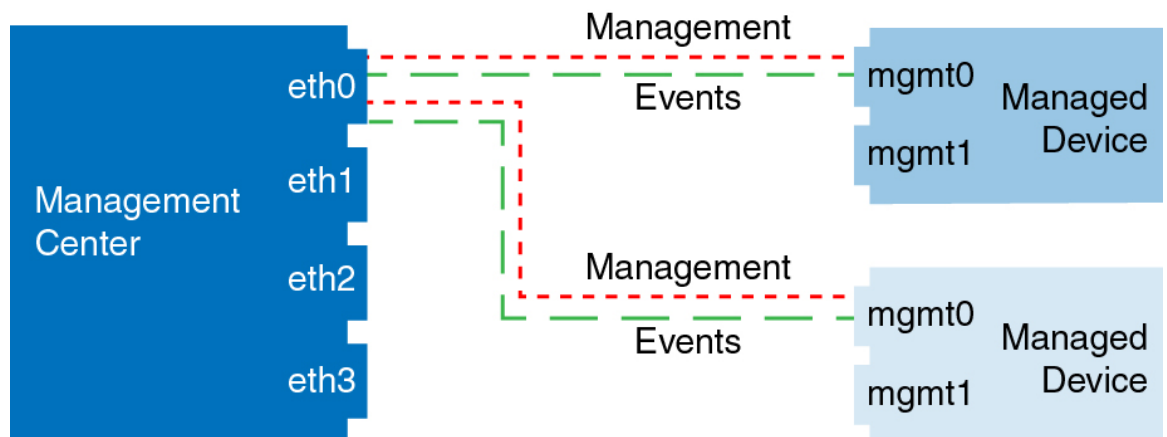 Management
Events
eth0
eth1
eth2
eth3
Management
Center
mgmt0
mgmt1
Managed
Device
Management
Events
mgmt0
mgmt1
Managed
Device